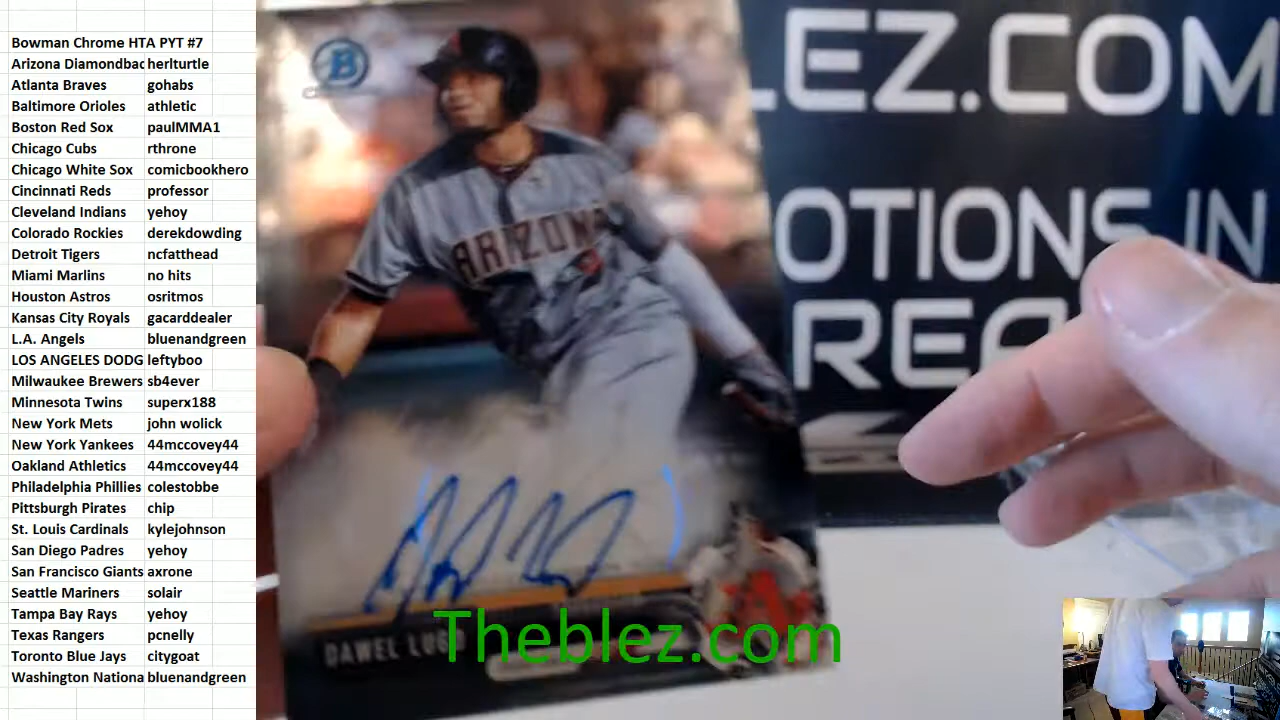 Bowman Chrome HTA PYT #7
Arizona Diamondbac herlturtle
Atlanta Braves gohabs
Baltimore Orioles athletic
Boston Red Sox paulMMA1
Chicago Cubs rthrone
Chicago White Sox comicbookhero
Cincinnati Reds professor
Cleveland Indians yehoy
Colorado Rockies derekdowding
Detroit Tigers ncfatthead
Miami Marlins no hits
Houston Astros osritmos
Kansas City Royals gacarddealer
L.A. Angels bluenandgreen
LOS ANGELES DODG leftyboo
Milwaukee Brewers sb4ever
Minnesota Twins superx188
New York Mets john wolick
New York Yankees 44mccovey44
Oakland Athletics 44mccovey44
Philadelphia Phillies colestobbe
PIttsburgh Pirates chip
St. Louis Cardinals kylejohnson
San Diego Padres yehoy
San Francisco Giants axrone
Seattle Mariners solair
Tampa Bay Rays yehoy
Texas Rangers pcnelly
Toronto Blue Jays citygoat
Washington Nationa bluenandgreen
B
ARIZONA
DAWEL LUG
Theblez.com
LEZ.COM
OTIONS IN
REA